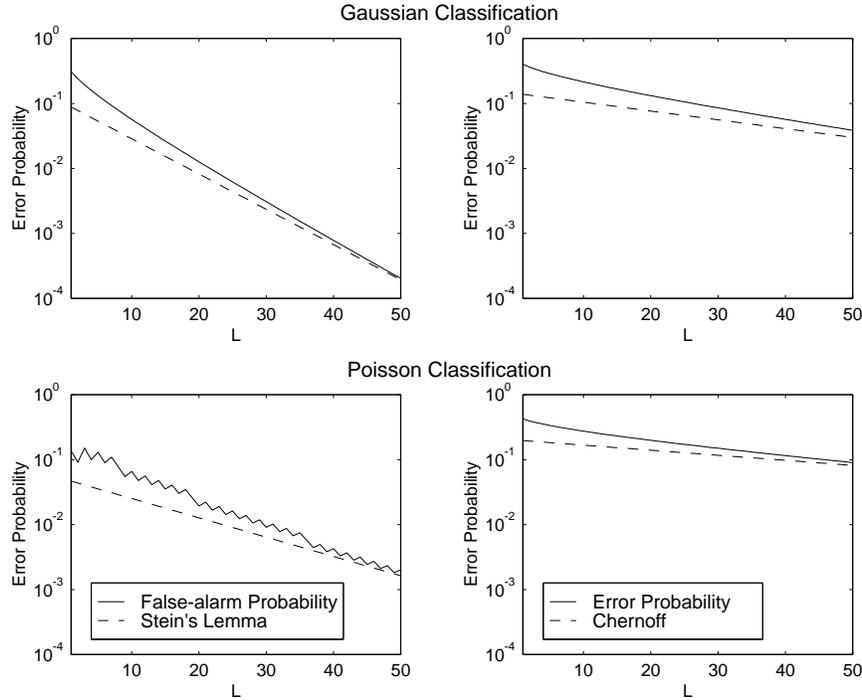 Gaussian Classification
10^0
10^-1
10^-2
10^-3
10^-4
Error Probability
10 20 30 40 50
L
10^0
10^-1
10^-2
10^-3
10^-4
Error Probability
10 20 30 40 50
L
Poisson Classification
10^0
10^-1
10^-2
10^-3
10^-4
Error Probability
False-alarm Probability
Stein's Lemma
10 20 30 40 50
L
10^0
10^-1
10^-2
10^-3
10^-4
Error Probability
Error Probability
Chernoff
10 20 30 40 50
L